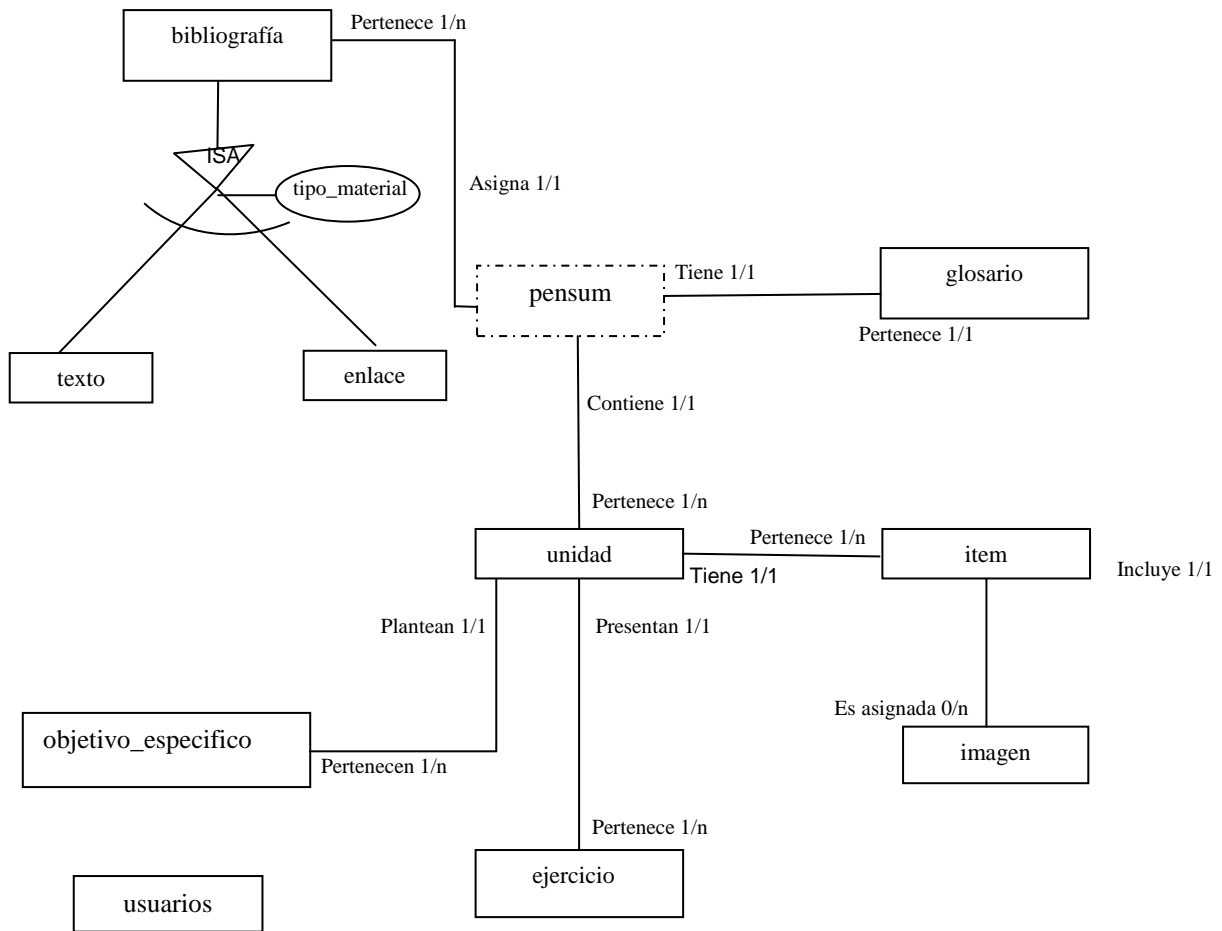 Pertenece 1/n
bibliografía
ISA
tipo_material
Asigna 1/1
Tiene 1/1
glosario
pensum
Pertenece 1/1
texto
enlace
Contiene 1/1
Pertenece 1/n
unidad
Pertenece 1/n
item
Tiene 1/1
Incluye 1/1
Plantean 1/1
Presentan 1/1
Es asignada 0/n
objetivo_especifico
imagen
Pertenecen 1/n
Pertenece 1/n
ejercicio
usuarios